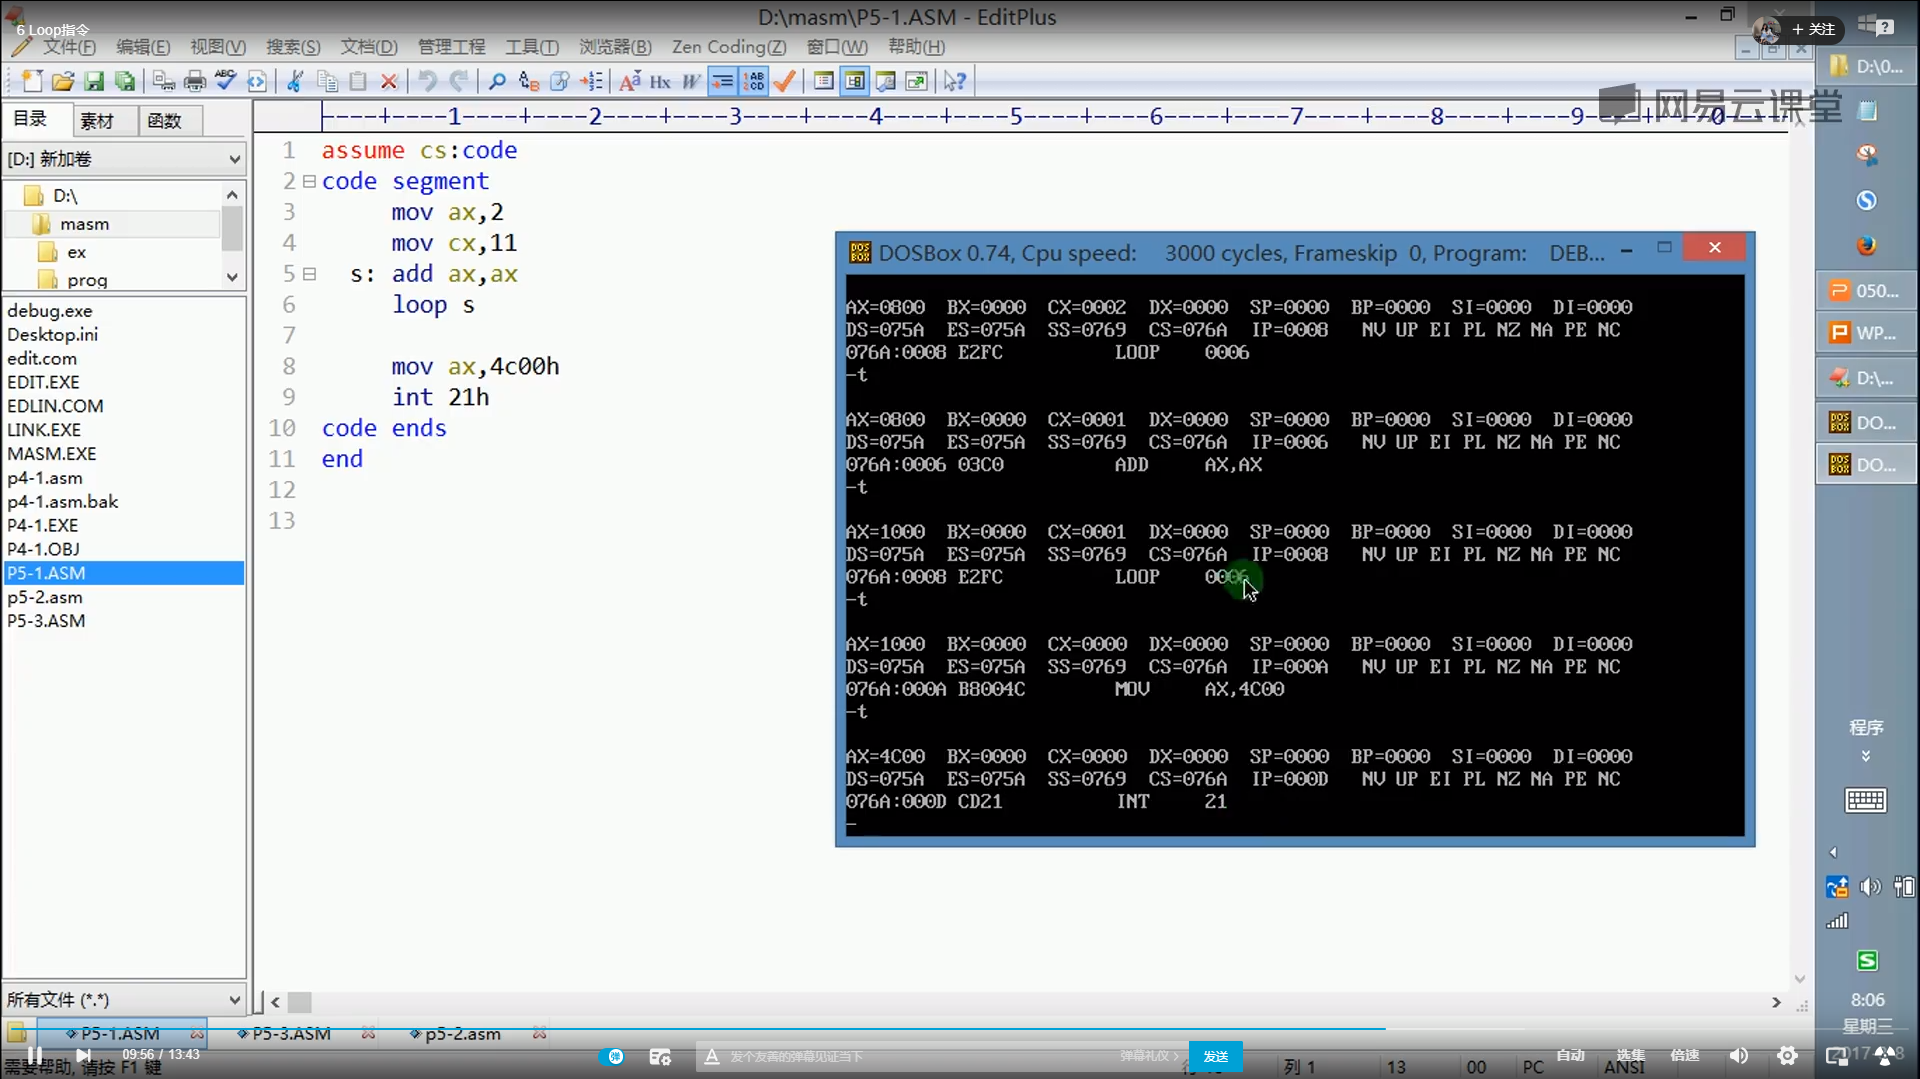 D:\masm\P5-1.ASM - EditPlus
6 Loop指令
+ 关注
文件(F) 编辑(E) 视图(V) 搜索(S) 文档(D) 管理工程 工具(T) 浏览器(B) Zen Coding(Z) 窗口(W) 帮助(H)
目录 素材 函数
----+----1----+----2----+----3----+----4----+----5----+----6----+----7----+----8----+----9----+----0
网易云课堂
[D:] 新加卷
D:\
masm
ex
prog
debug.exe
Desktop.ini
edit.com
EDIT.EXE
EDLIN.COM
LINK.EXE
MASM.EXE
p4-1.asm
p4-1.asm.bak
P4-1.EXE
P4-1.OBJ
P5-1.ASM
p5-2.asm
P5-3.ASM
所有文件 (*.*)
1 assume cs:code
2 code segment
3 mov ax,2
4 mov cx,11
5 s: add ax,ax
6 loop s
7
8 mov ax,4c00h
9 int 21h
10 code ends
11 end
12
13
DOSBox 0.74, Cpu speed: 3000 cycles, Frameskip 0, Program: DEB...
AX=0800 BX=0000 CX=0002 DX=0000 SP=0000 BP=0000 SI=0000 DI=0000
DS=075A ES=075A SS=0769 CS=076A IP=0008 NV UP EI PL NZ NA PE NC
076A:0008 E2FC LOOP 0006
-t
AX=0800 BX=0000 CX=0001 DX=0000 SP=0000 BP=0000 SI=0000 DI=0000
DS=075A ES=075A SS=0769 CS=076A IP=0006 NV UP EI PL NZ NA PE NC
076A:0006 03C0 ADD AX,AX
-t
AX=1000 BX=0000 CX=0001 DX=0000 SP=0000 BP=0000 SI=0000 DI=0000
DS=075A ES=075A SS=0769 CS=076A IP=0008 NV UP EI PL NZ NA PE NC
076A:0008 E2FC LOOP 0006
-t
AX=1000 BX=0000 CX=0000 DX=0000 SP=0000 BP=0000 SI=0000 DI=0000
DS=075A ES=075A SS=0769 CS=076A IP=000A NV UP EI PL NZ NA PE NC
076A:000A B8004C MOV AX,4C00
-t
AX=4C00 BX=0000 CX=0000 DX=0000 SP=0000 BP=0000 SI=0000 DI=0000
DS=075A ES=075A SS=0769 CS=076A IP=000D NV UP EI PL NZ NA PE NC
076A:000D CD21 INT 21
-
D:\0...
050...
WP...
D:\...
DO...
DO...
程序
8:06
星期三
P5-1.ASM P5-3.ASM p5-2.asm
09:56 / 13:43
发个友善的弹幕见证当下 弹幕礼仪 > 发送 自动 选集 倍速
需要帮助, 请按 F1 键 列 1 13 00 PC ANSI